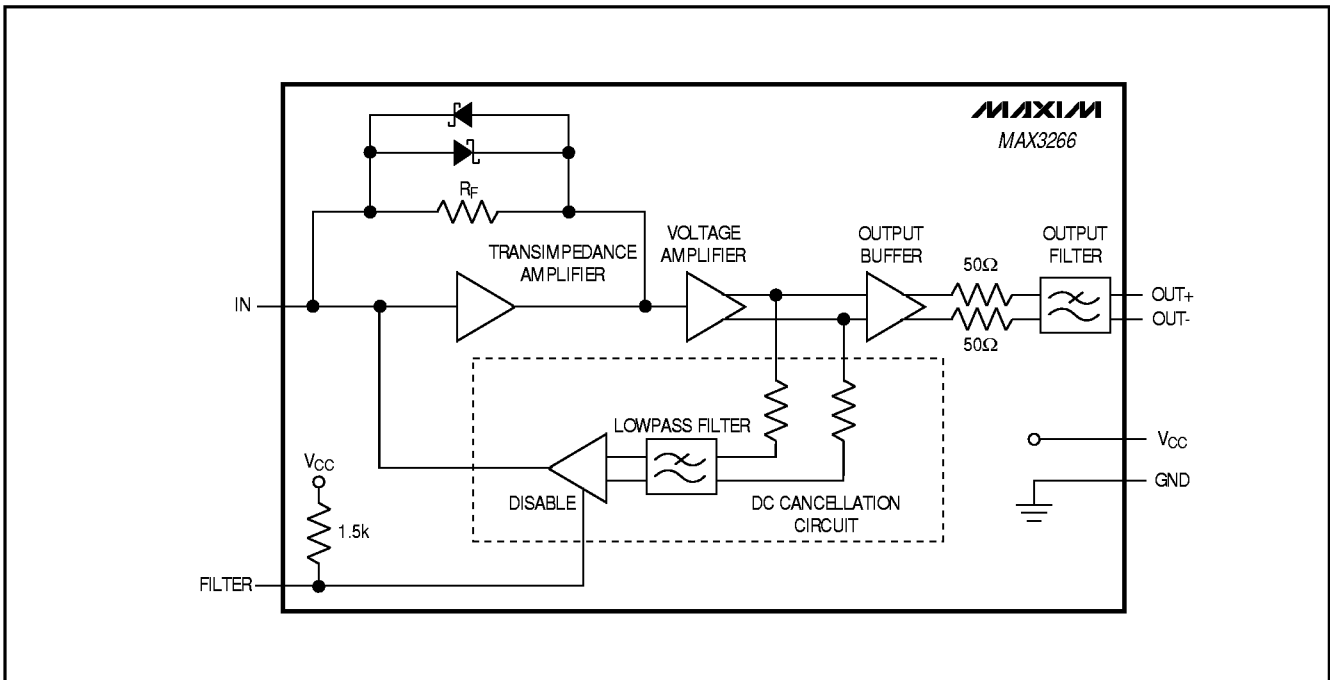 MAXIM
MAX3266
RF
TRANSIMPEDANCE
AMPLIFIER
VOLTAGE
AMPLIFIER
OUTPUT
BUFFER
OUTPUT
FILTER
50Ω
50Ω
IN
OUT+
OUT-
LOWPASS FILTER
DISABLE
DC CANCELLATION
CIRCUIT
VCC
1.5k
FILTER
VCC
GND